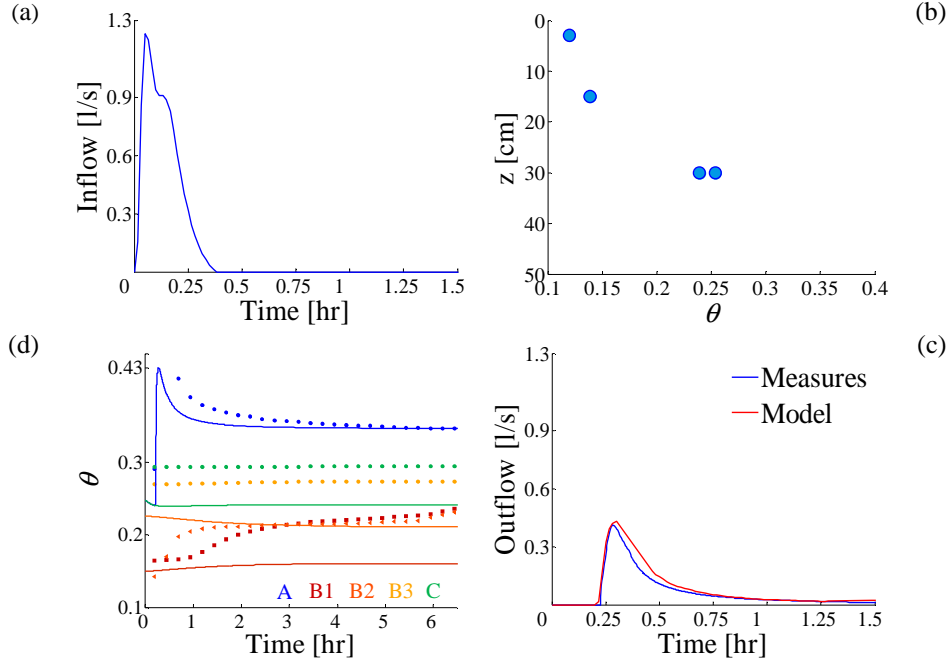 (a)
1.3
0.9
0.6
0.3
Inflow [l/s]
0 0.25 0.5 0.75 1 1.25 1.5
Time [hr]
(b)
0
10
20
30
40
50
z [cm]
0.1 0.15 0.2 0.25 0.3 0.35 0.4
θ
(d)
0.43
0.3
0.2
0.1
θ
A B1 B2 B3 C
0 1 2 3 4 5 6
Time [hr]
(c)
1.3
0.9
0.6
0.3
Outflow [l/s]
Measures
Model
0 0.25 0.5 0.75 1 1.25 1.5
Time [hr]